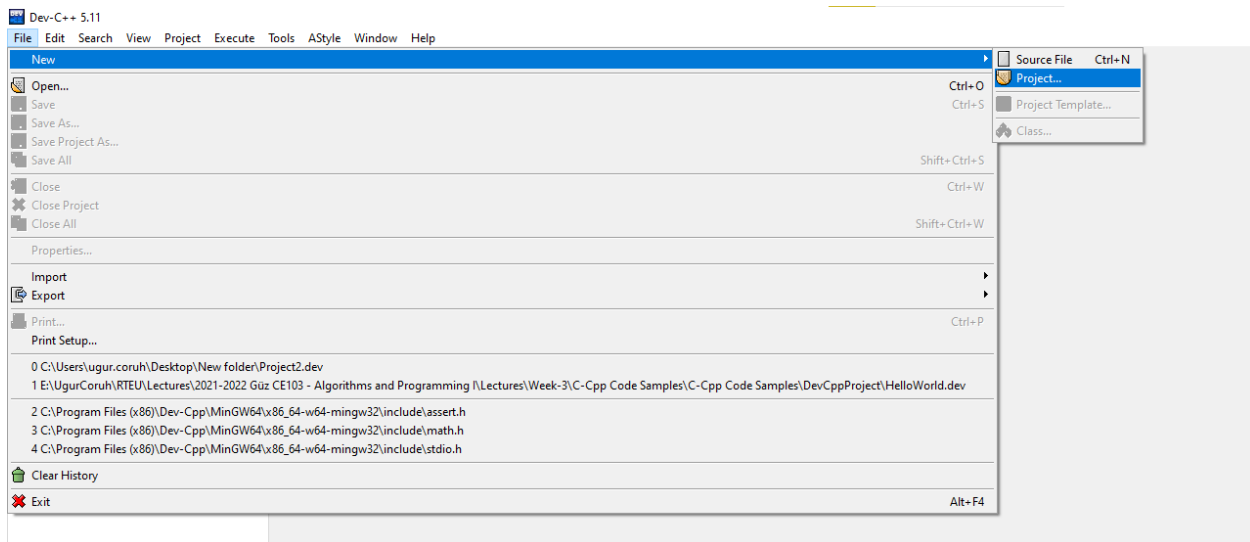 Dev-C++ 5.11
File Edit Search View Project Execute Tools AStyle Window Help
New
Source File Ctrl+N
Project...
Project Template...
Class...
Open... Ctrl+O
Save Ctrl+S
Save As...
Save Project As...
Save All Shift+Ctrl+S
Close Ctrl+W
Close Project
Close All Shift+Ctrl+W
Properties...
Import
Export
Print... Ctrl+P
Print Setup...
0 C:\Users\ugur.coruh\Desktop\New folder\Project2.dev
1 E:\UgurCoruh\RTEU\Lectures\2021-2022 Güz CE103 - Algorithms and Programming I\Lectures\Week-3\C-Cpp Code Samples\C-Cpp Code Samples\DevCppProject\HelloWorld.dev
2 C:\Program Files (x86)\Dev-Cpp\MinGW64\x86_64-w64-mingw32\include\assert.h
3 C:\Program Files (x86)\Dev-Cpp\MinGW64\x86_64-w64-mingw32\include\math.h
4 C:\Program Files (x86)\Dev-Cpp\MinGW64\x86_64-w64-mingw32\include\stdio.h
Clear History
Exit Alt+F4